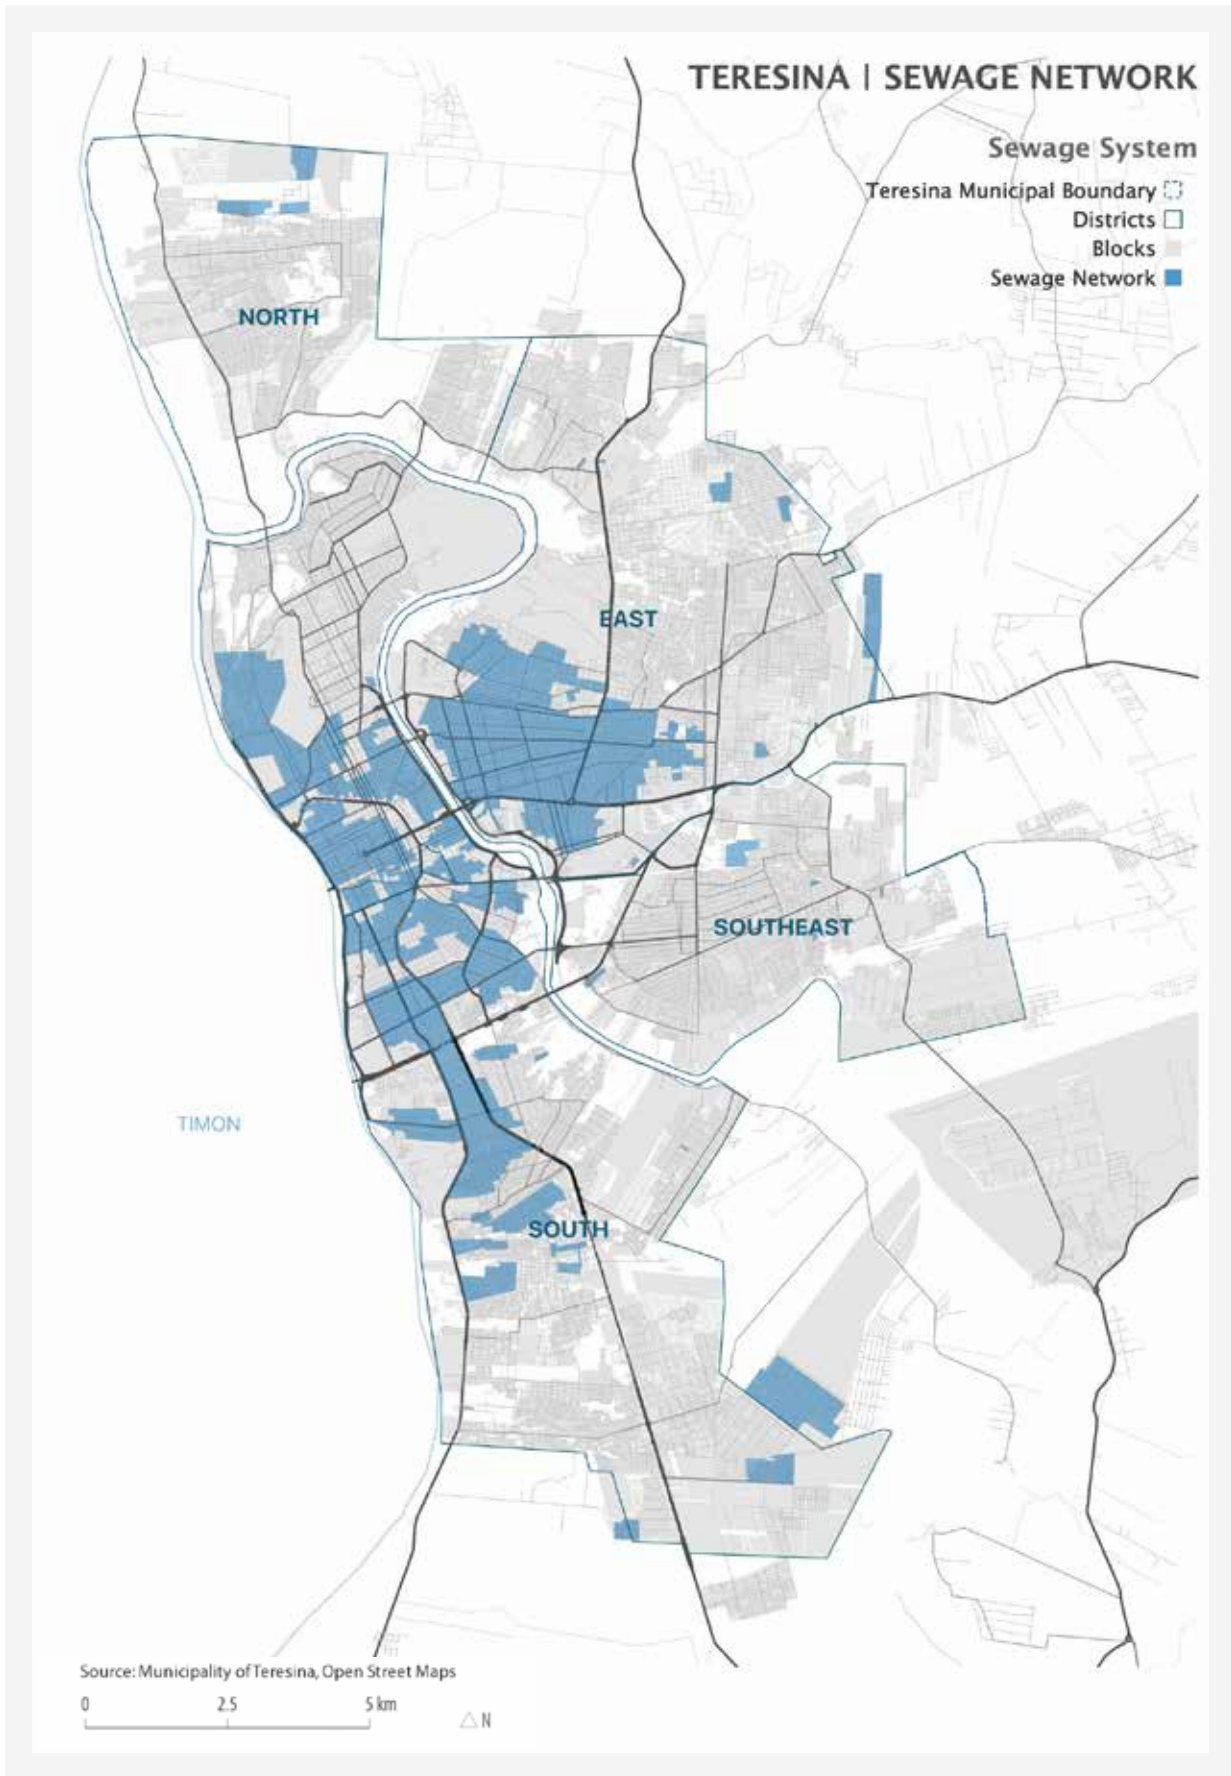 TERESINA | SEWAGE NETWORK
Sewage System
Teresina Municipal Boundary
Districts
Blocks
Sewage Network
NORTH
EAST
SOUTHEAST
TIMON
SOUTH
Source: Municipality of Teresina, Open Street Maps
0 2.5 5 km
N